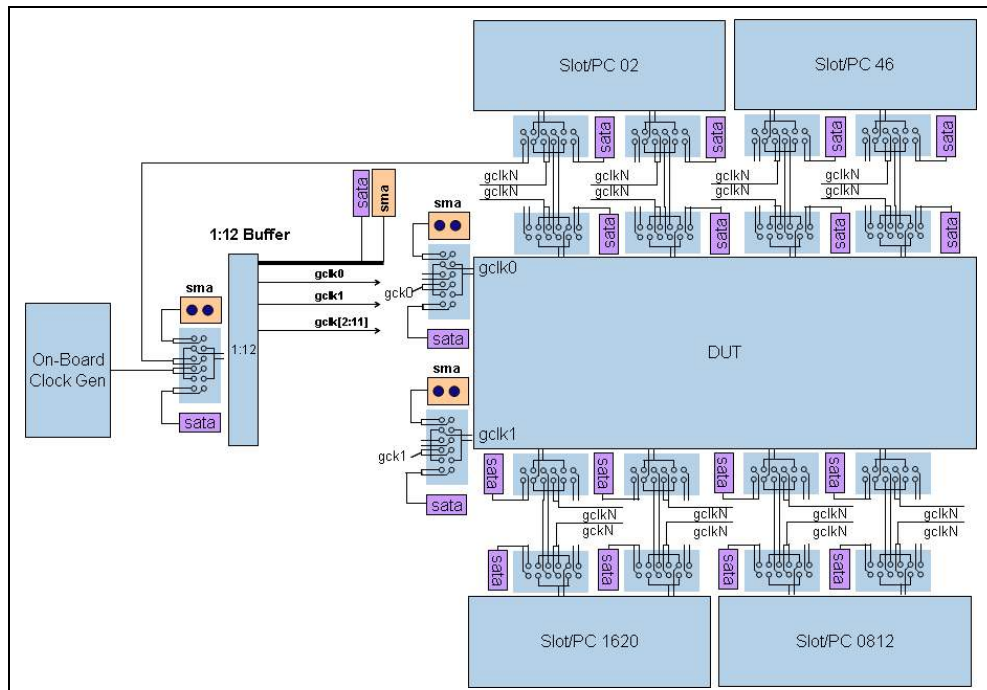 Slot/PC 02
Slot/PC 46
sata
sata
sata
sata
gclkN
gclkN
gclkN
gclkN
gclkN
gclkN
gclkN
gclkN
sata
sata
sata
sata
sata
sma
sma
1:12 Buffer
gclk0
gclk1
gclk[2:11]
sma
1:12
On-Board
Clock Gen
sata
gclk0
gck0
sata
DUT
sma
gclk1
gck1
sata
sata
sata
sata
sata
gclkN
gckN
gclkN
gclkN
gclkN
gclkN
gclkN
gclkN
sata
sata
sata
sata
Slot/PC 1620
Slot/PC 0812